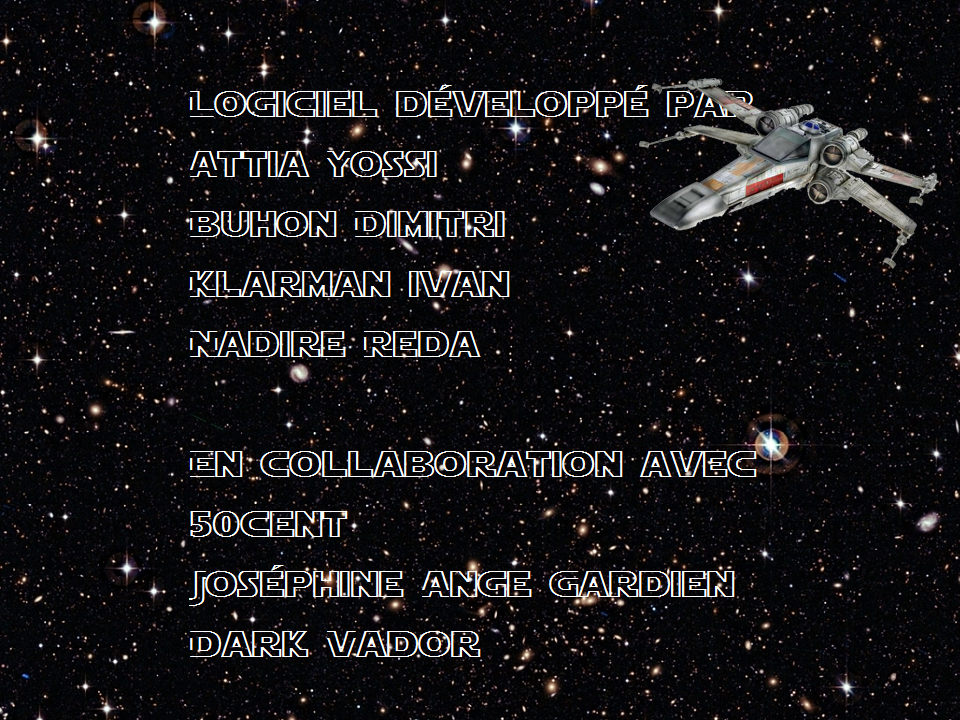 LOGICIEL DÉVELOPPÉ PAR
ATTIA YOSSI
BUHON DIMITRI
KLARMAN IVAN
NADIRE REDA
EN COLLABORATION AVEC
50CENT
JOSÉPHINE ANGE GARDIEN
DARK VADOR